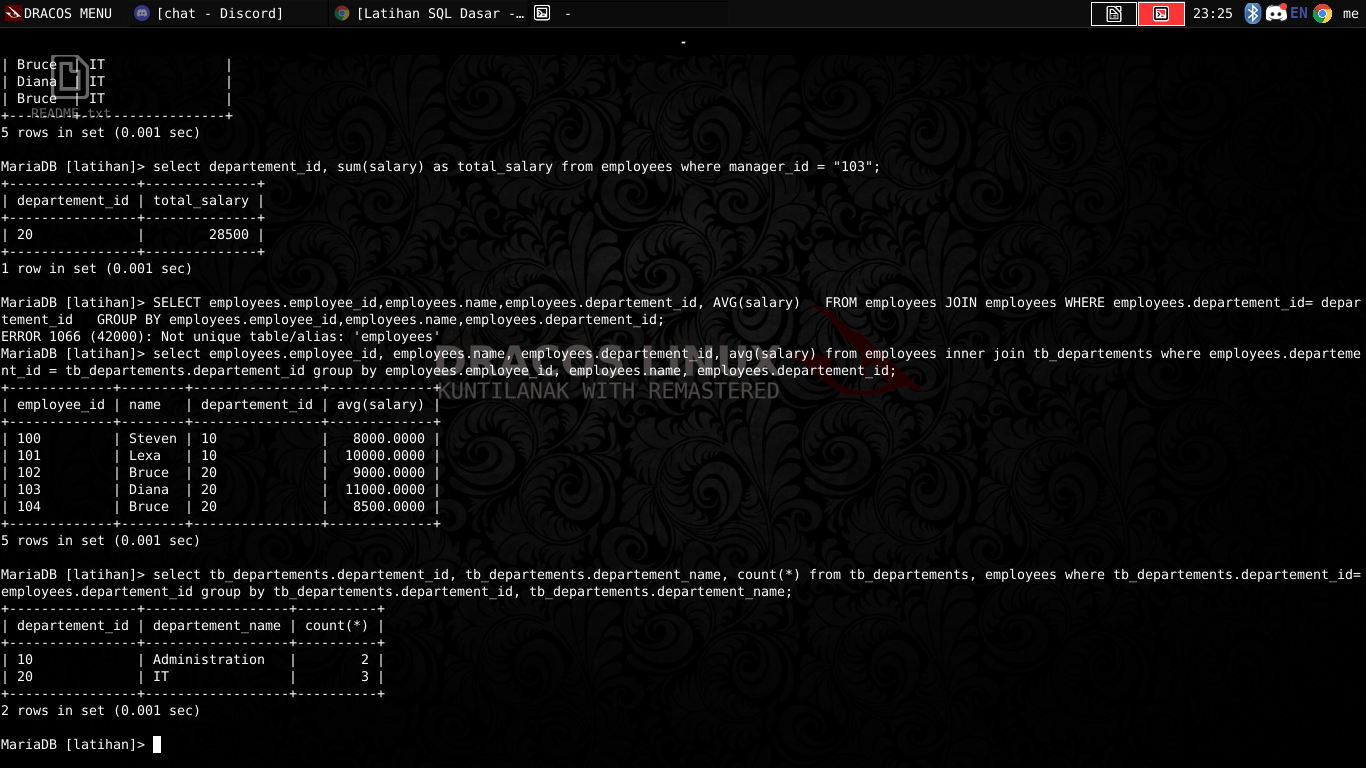 DRACOS MENU [chat - Discord] [Latihan SQL Dasar -… - 23:25 EN me
-
| Bruce | IT |
| Diana | IT |
| Bruce | IT |
README.txt
+-------+-----------------+
5 rows in set (0.001 sec)
MariaDB [latihan]> select departement_id, sum(salary) as total_salary from employees where manager_id = "103";
+----------------+--------------+
| departement_id | total_salary |
+----------------+--------------+
| 20 | 28500 |
+----------------+--------------+
1 row in set (0.001 sec)
MariaDB [latihan]> SELECT employees.employee_id,employees.name,employees.departement_id, AVG(salary) FROM employees JOIN employees WHERE employees.departement_id= depar
tement_id GROUP BY employees.employee_id,employees.name,employees.departement_id;
ERROR 1066 (42000): Not unique table/alias: 'employees'
MariaDB [latihan]> select employees.employee_id, employees.name, employees.departement_id, avg(salary) from employees inner join tb_departements where employees.departeme
nt_id = tb_departements.departement_id group by employees.employee_id, employees.name, employees.departement_id;
DRACOS LINUX
KUNTILANAK WITH REMASTERED
+-------------+--------+----------------+-------------+
| employee_id | name | departement_id | avg(salary) |
+-------------+--------+----------------+-------------+
| 100 | Steven | 10 | 8000.0000 |
| 101 | Lexa | 10 | 10000.0000 |
| 102 | Bruce | 20 | 9000.0000 |
| 103 | Diana | 20 | 11000.0000 |
| 104 | Bruce | 20 | 8500.0000 |
+-------------+--------+----------------+-------------+
5 rows in set (0.001 sec)
MariaDB [latihan]> select tb_departements.departement_id, tb_departements.departement_name, count(*) from tb_departements, employees where tb_departements.departement_id=
employees.departement_id group by tb_departements.departement_id, tb_departements.departement_name;
+----------------+------------------+----------+
| departement_id | departement_name | count(*) |
+----------------+------------------+----------+
| 10 | Administration | 2 |
| 20 | IT | 3 |
+----------------+------------------+----------+
2 rows in set (0.001 sec)
MariaDB [latihan]>